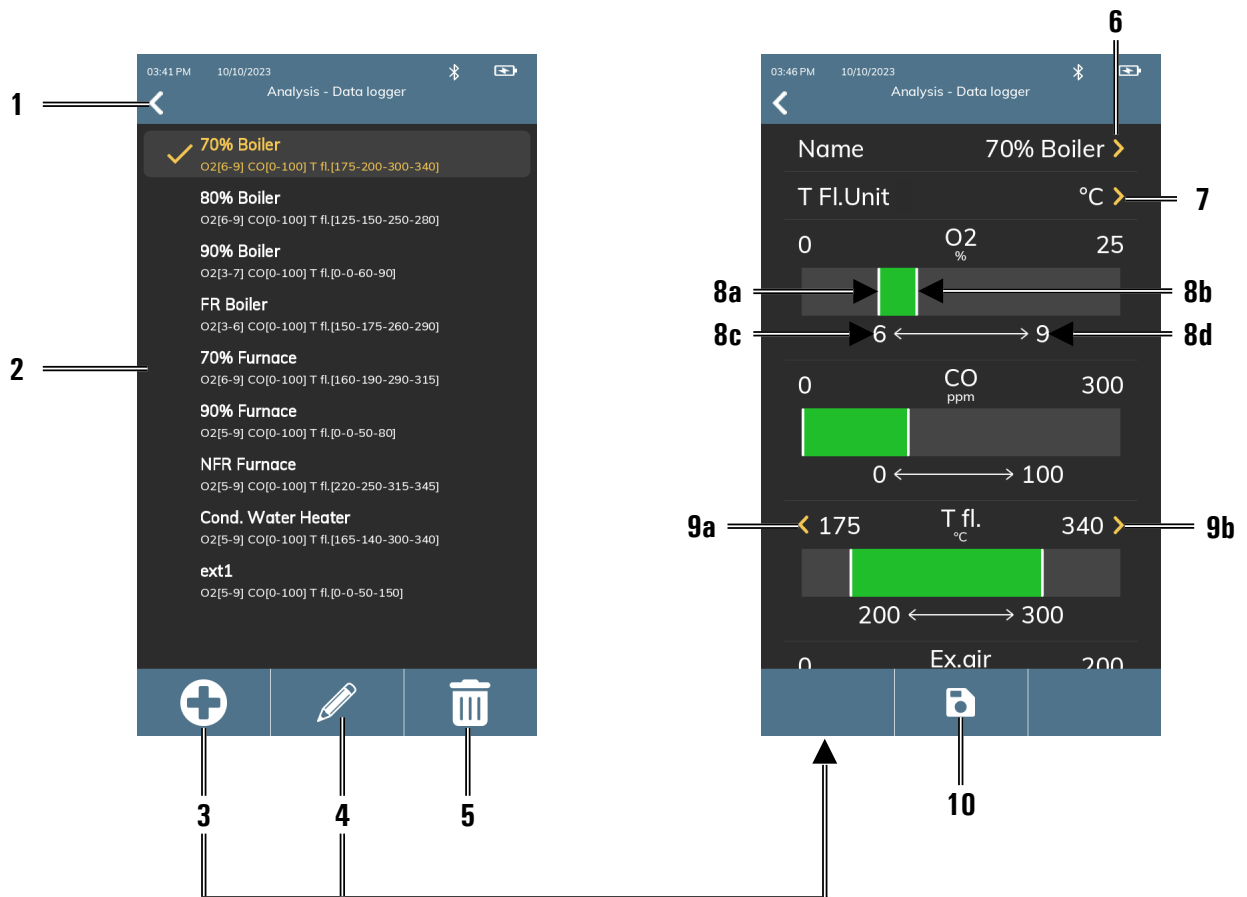 6
03:41 PM 10/10/2023
Analysis - Data logger
1
70% Boiler
O2[6-9] CO[0-100] T fl.[175-200-300-340]
80% Boiler
O2[6-9] CO[0-100] T fl.[125-150-250-280]
90% Boiler
O2[3-7] CO[0-100] T fl.[0-0-60-90]
FR Boiler
O2[3-6] CO[0-100] T fl.[150-175-260-290]
2
70% Furnace
O2[6-9] CO[0-100] T fl.[160-190-290-315]
90% Furnace
O2[5-9] CO[0-100] T fl.[0-0-50-80]
NFR Furnace
O2[5-9] CO[0-100] T fl.[220-250-315-345]
Cond. Water Heater
O2[5-9] CO[0-100] T fl.[165-140-300-340]
ext1
O2[5-9] CO[0-100] T fl.[0-0-50-150]
3 4 5
03:46 PM 10/10/2023
Analysis - Data logger
Name 70% Boiler
T Fl.Unit °C
7
0 O2 25
%
8a 8b
8c 6 9 8d
0 CO 300
ppm
0 100
9a 175 T fl. 340 9b
°C
200 300
0 Ex.air 200
10